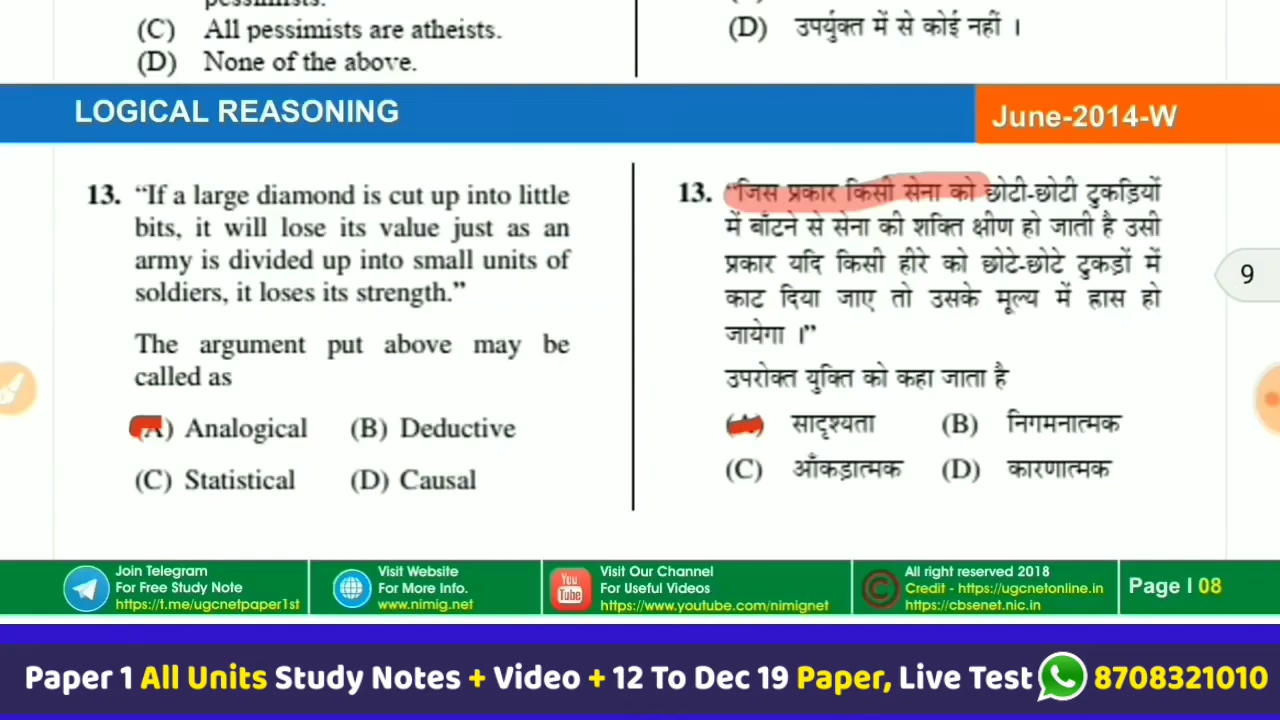 pessimists.
(C) All pessimists are atheists.
(D) None of the above.
(D) उपर्युक्त में से कोई नहीं ।
LOGICAL REASONING
June-2014-W
13. “If a large diamond is cut up into little
bits, it will lose its value just as an
army is divided up into small units of
soldiers, it loses its strength.”
The argument put above may be
called as
(A) Analogical (B) Deductive
(C) Statistical (D) Causal
13. “जिस प्रकार किसी सेना को छोटी-छोटी टुकड़ियों
में बाँटने से सेना की शक्ति क्षीण हो जाती है उसी
प्रकार यदि किसी हीरे को छोटे-छोटे टुकड़ों में
काट दिया जाए तो उसके मूल्य में ह्रास हो
जायेगा ।”
उपरोक्त युक्ति को कहा जाता है
(A) सादृश्यता (B) निगमनात्मक
(C) आँकड़ात्मक (D) कारणात्मक
9
Join Telegram
For Free Study Note
https://t.me/ugcnetpaper1st
Visit Website
For More Info.
www.nimig.net
You
Tube
Visit Our Channel
For Useful Videos
https://www.youtube.com/nimignet
C
All right reserved 2018
Credit - https://ugcnetonline.in
https://cbsenet.nic.in
Page I 08
Paper 1 All Units Study Notes + Video + 12 To Dec 19 Paper, Live Test 8708321010